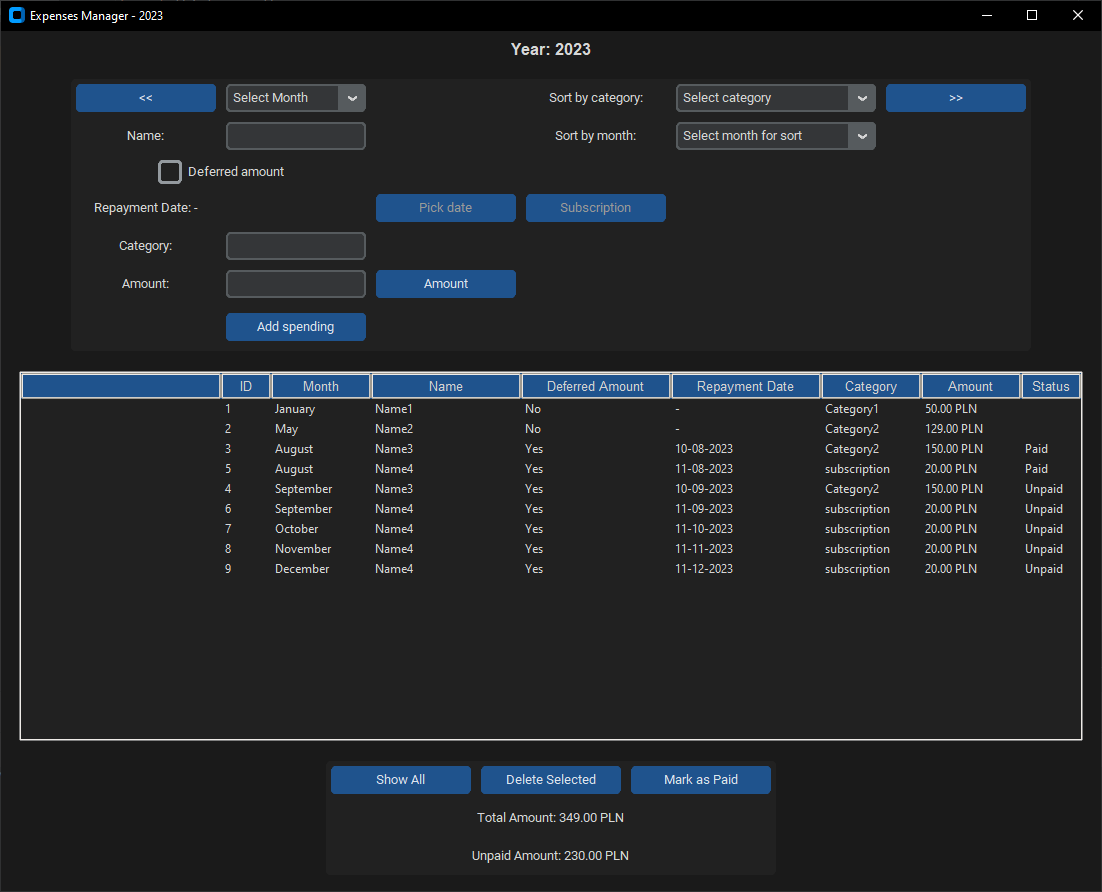 Expenses Manager - 2023
Year: 2023
<< Select Month Sort by category: Select category >>
Name: Sort by month: Select month for sort
Deferred amount
Repayment Date: - Pick date Subscription
Category:
Amount: Amount
Add spending
ID Month Name Deferred Amount Repayment Date Category Amount Status
1 January Name1 No - Category1 50.00 PLN
2 May Name2 No - Category2 129.00 PLN
3 August Name3 Yes 10-08-2023 Category2 150.00 PLN Paid
5 August Name4 Yes 11-08-2023 subscription 20.00 PLN Paid
4 September Name3 Yes 10-09-2023 Category2 150.00 PLN Unpaid
6 September Name4 Yes 11-09-2023 subscription 20.00 PLN Unpaid
7 October Name4 Yes 11-10-2023 subscription 20.00 PLN Unpaid
8 November Name4 Yes 11-11-2023 subscription 20.00 PLN Unpaid
9 December Name4 Yes 11-12-2023 subscription 20.00 PLN Unpaid
Show All Delete Selected Mark as Paid
Total Amount: 349.00 PLN
Unpaid Amount: 230.00 PLN